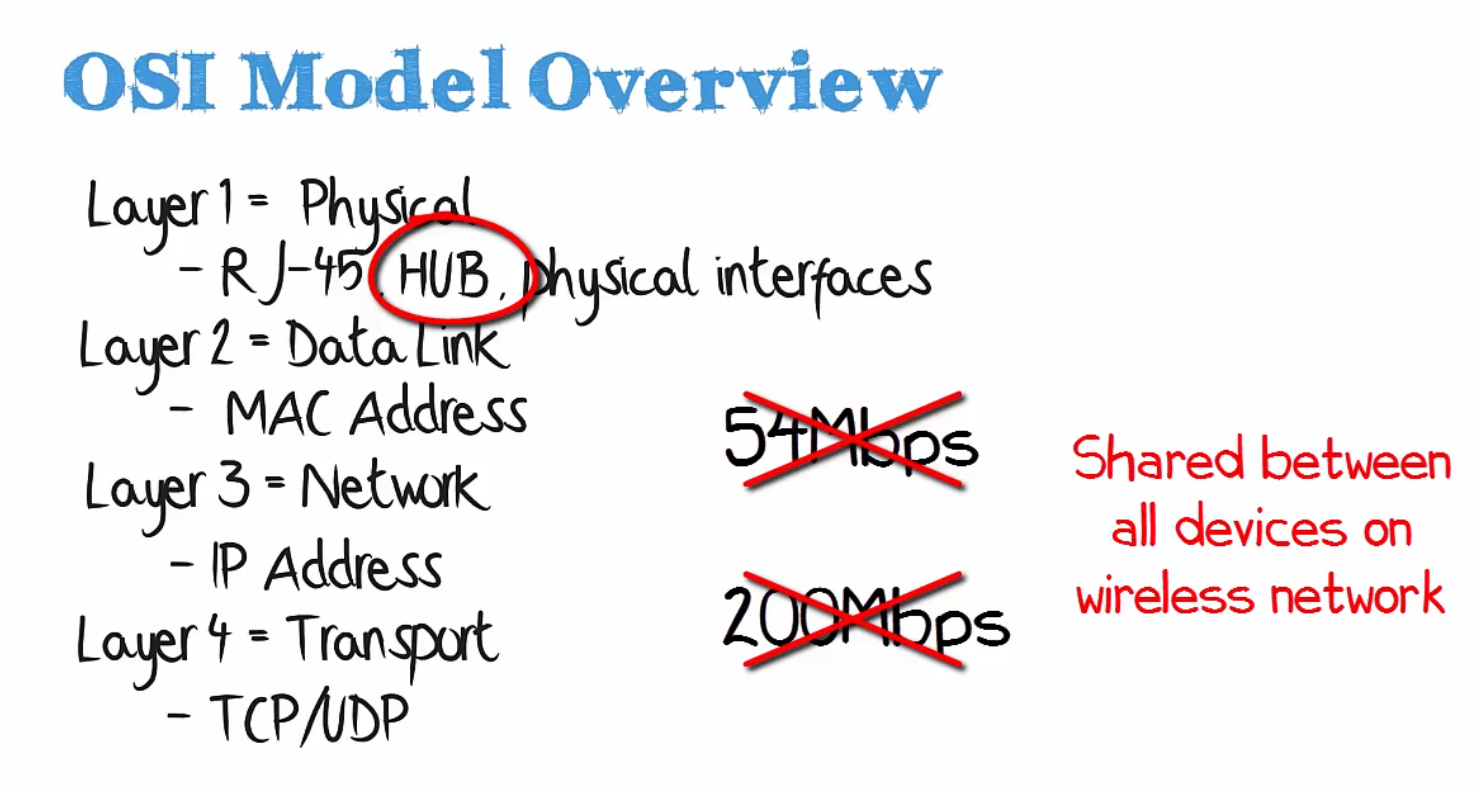 OSI Model Overview
Layer 1 = Physical
- RJ-45, HUB, physical interfaces
Layer 2 = Data Link
- MAC Address
Layer 3 = Network
- IP Address
Layer 4 = Transport
- TCP/UDP
54Mbps
200Mbps
Shared between
all devices on
wireless network